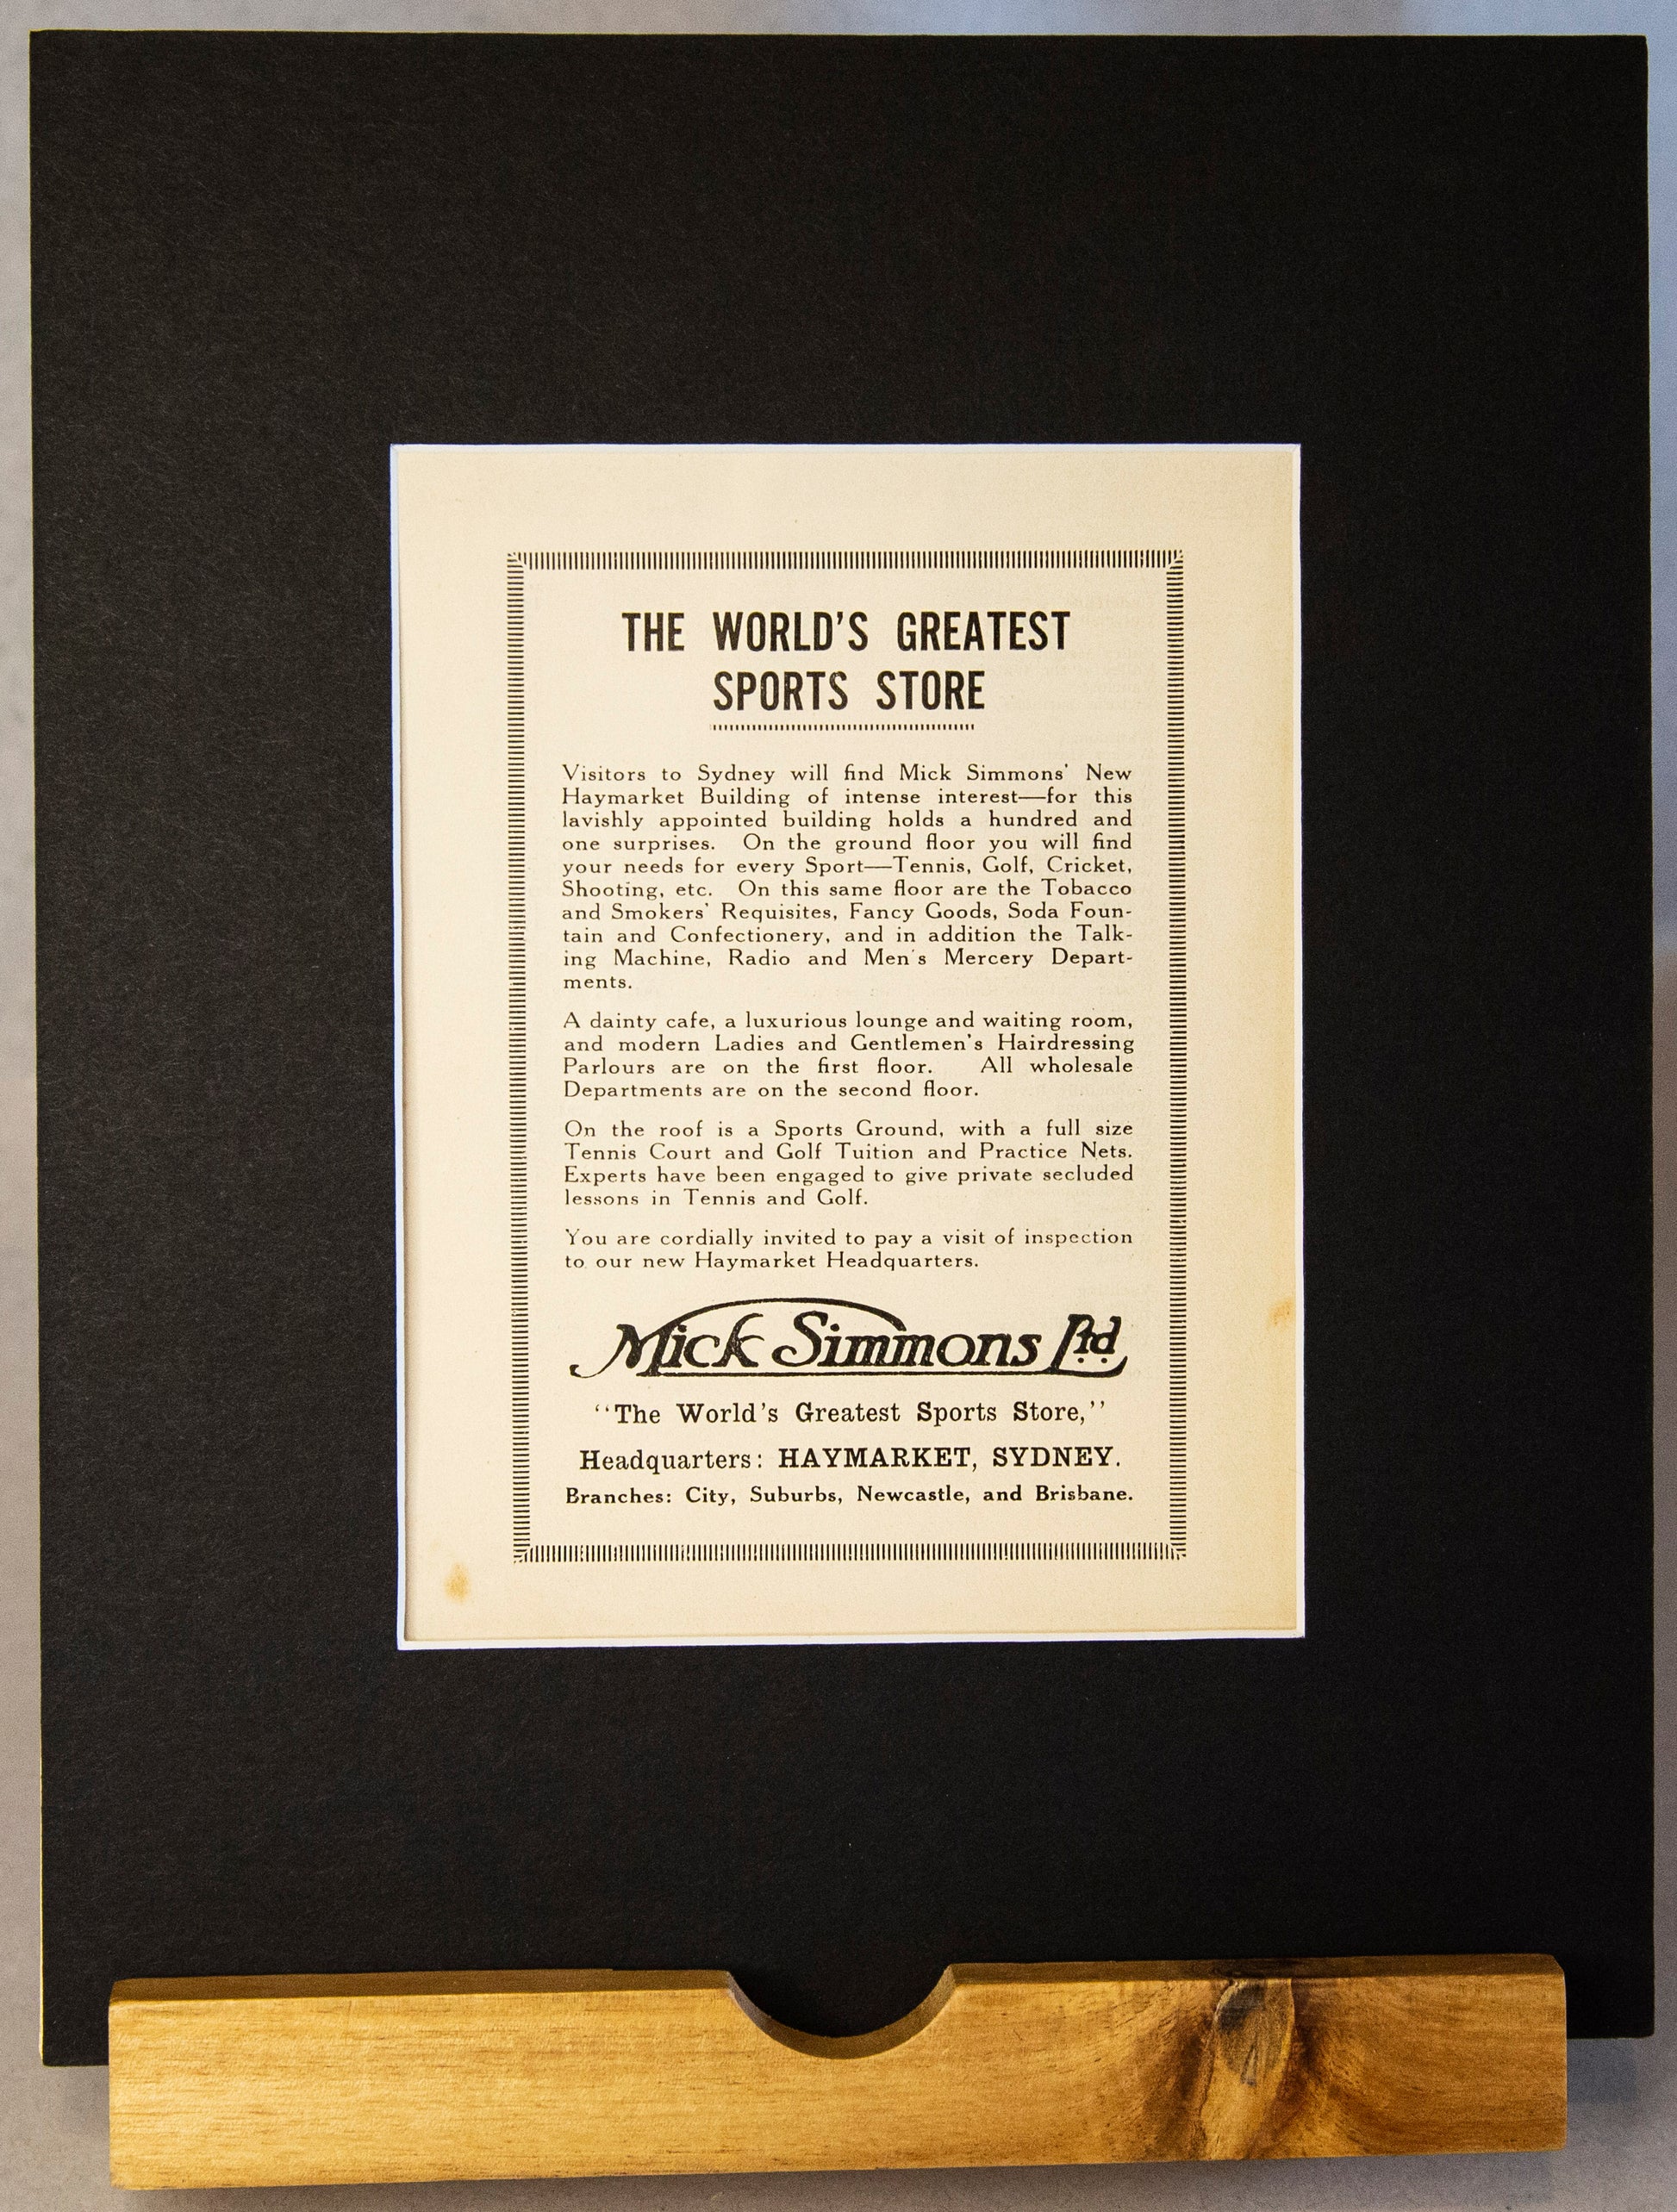 THE WORLD'S GREATEST
SPORTS STORE
Visitors to Sydney will find Mick Simmons' New
Haymarket Building of intense interest—for this
lavishly appointed building holds a hundred and
one surprises. On the ground floor you will find
your needs for every Sport—Tennis, Golf, Cricket,
Shooting, etc. On this same floor are the Tobacco
and Smokers' Requisites, Fancy Goods, Soda Foun-
tain and Confectionery, and in addition the Talk-
ing Machine, Radio and Men's Mercery Depart-
ments.
A dainty cafe, a luxurious lounge and waiting room,
and modern Ladies and Gentlemen's Hairdressing
Parlours are on the first floor. All wholesale
Departments are on the second floor.
On the roof is a Sports Ground, with a full size
Tennis Court and Golf Tuition and Practice Nets.
Experts have been engaged to give private secluded
lessons in Tennis and Golf.
You are cordially invited to pay a visit of inspection
to our new Haymarket Headquarters.
Mick Simmons Ltd
"The World's Greatest Sports Store,"
Headquarters: HAYMARKET, SYDNEY.
Branches: City, Suburbs, Newcastle, and Brisbane.